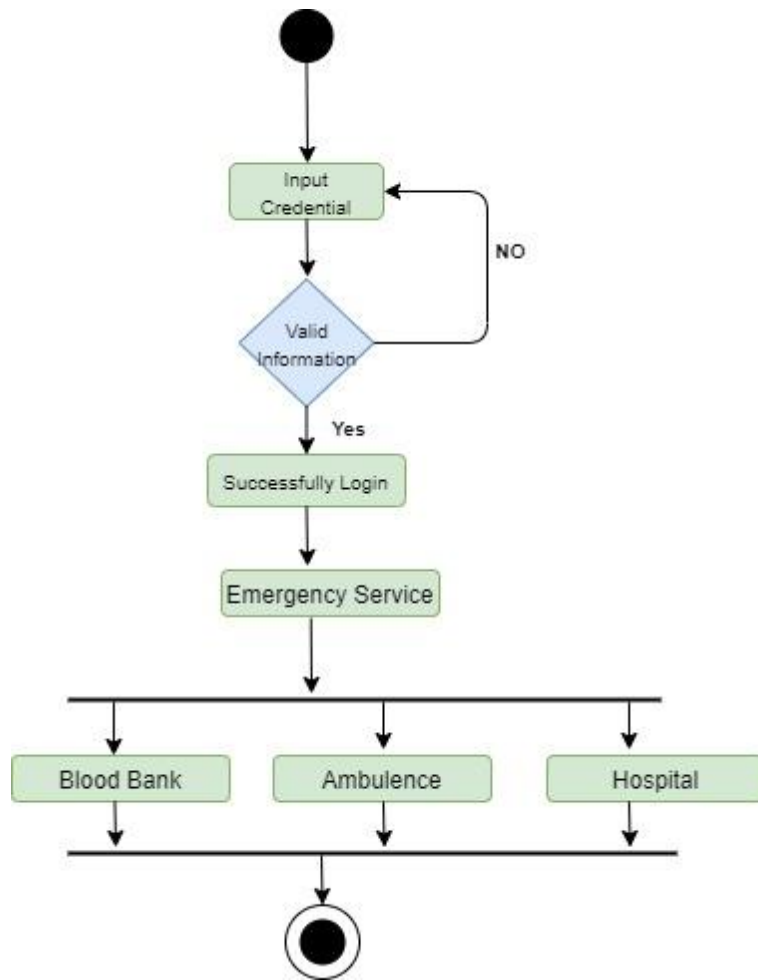 Input
Credential
NO
Valid
Information
Yes
Successfully Login
Emergency Service
Blood Bank
Ambulence
Hospital